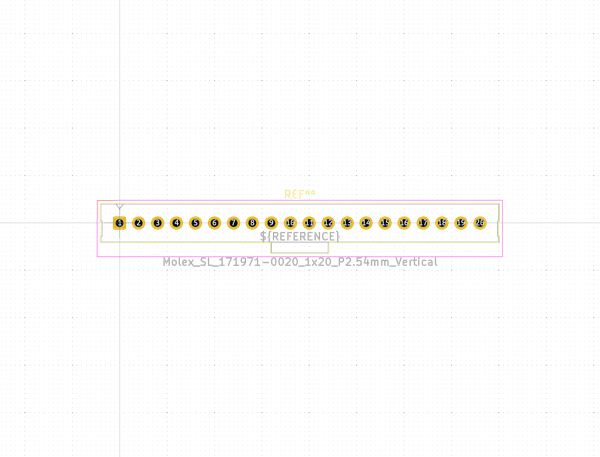 REF**
1 2 3 4 5 6 7 8 9 10 11 12 13 14 15 16 17 18 19 20
${REFERENCE}
Molex_SL_171971-0020_1x20_P2.54mm_Vertical